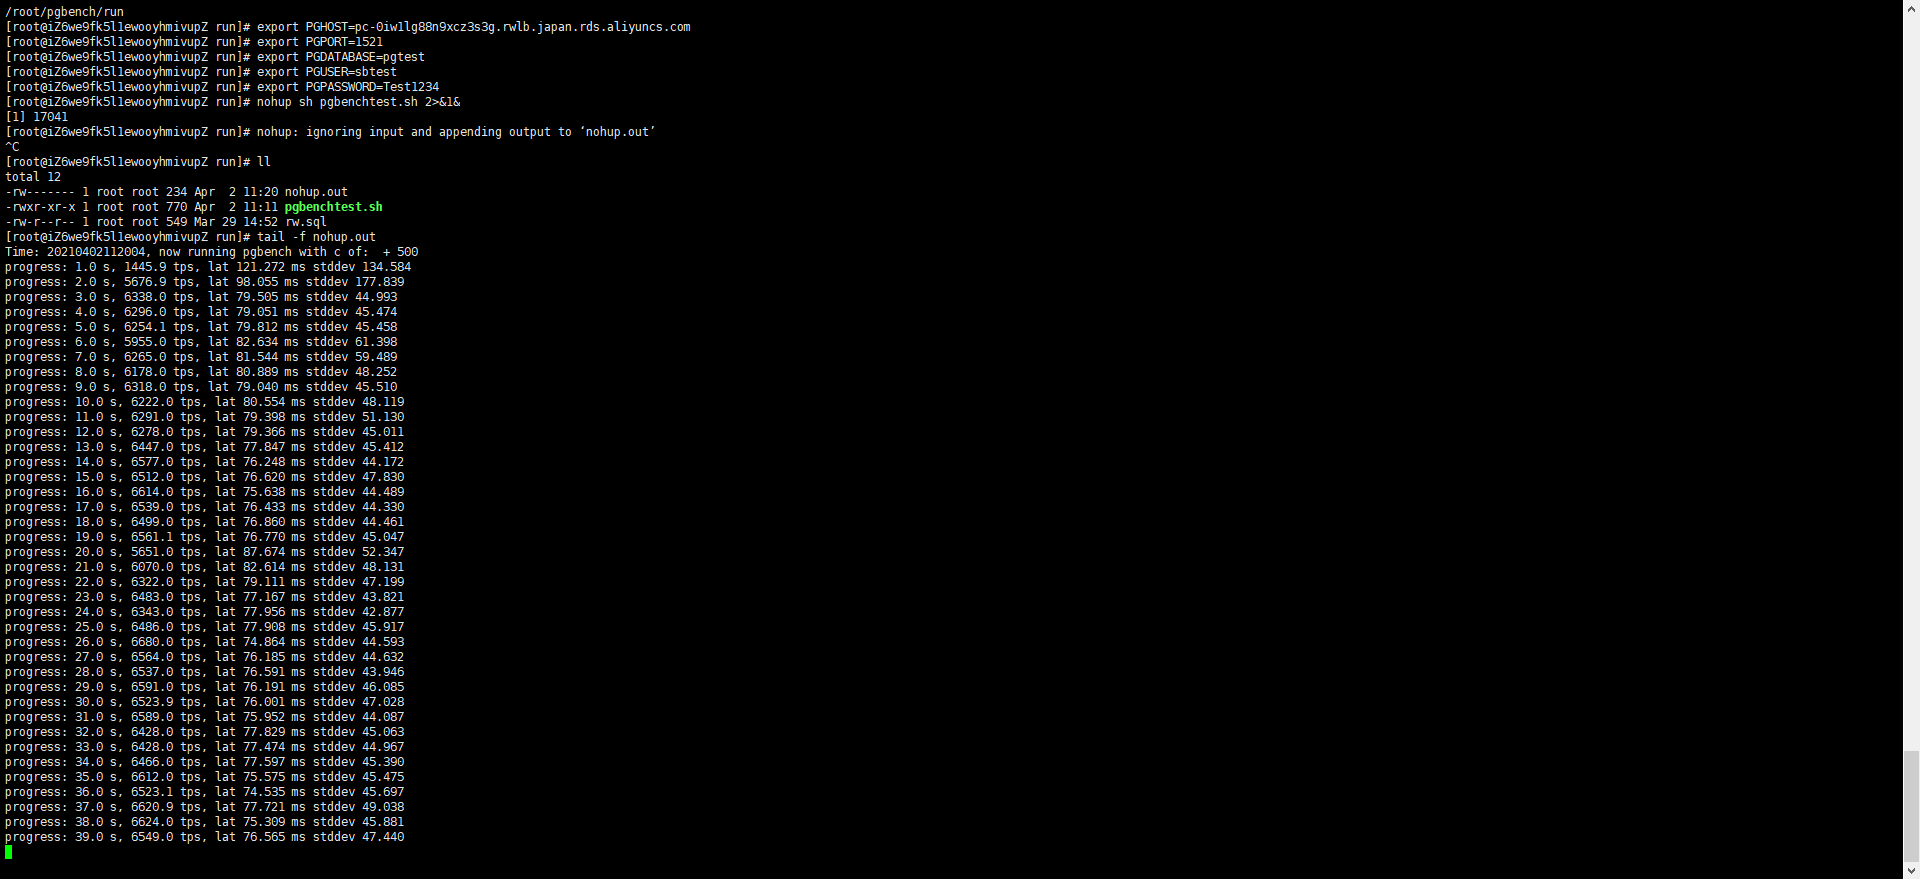 /root/pgbench/run
[root@iZ6we9fk5l1ewooyhmivupZ run]# export PGHOST=pc-0iw1lg88n9xcz3s3g.rwlb.japan.rds.aliyuncs.com
[root@iZ6we9fk5l1ewooyhmivupZ run]# export PGPORT=1521
[root@iZ6we9fk5l1ewooyhmivupZ run]# export PGDATABASE=pgtest
[root@iZ6we9fk5l1ewooyhmivupZ run]# export PGUSER=sbtest
[root@iZ6we9fk5l1ewooyhmivupZ run]# export PGPASSWORD=Test1234
[root@iZ6we9fk5l1ewooyhmivupZ run]# nohup sh pgbenchtest.sh 2>&1&
[1] 17041
[root@iZ6we9fk5l1ewooyhmivupZ run]# nohup: ignoring input and appending output to ‘nohup.out’
^C
[root@iZ6we9fk5l1ewooyhmivupZ run]# ll
total 12
-rw------- 1 root root 234 Apr  2 11:20 nohup.out
-rwxr-xr-x 1 root root 770 Apr  2 11:11 pgbenchtest.sh
-rw-r--r-- 1 root root 549 Mar 29 14:52 rw.sql
[root@iZ6we9fk5l1ewooyhmivupZ run]# tail -f nohup.out
Time: 20210402112004, now running pgbench with c of:  + 500
progress: 1.0 s, 1445.9 tps, lat 121.272 ms stddev 134.584
progress: 2.0 s, 5676.9 tps, lat 98.055 ms stddev 177.839
progress: 3.0 s, 6338.0 tps, lat 79.505 ms stddev 44.993
progress: 4.0 s, 6296.0 tps, lat 79.051 ms stddev 45.474
progress: 5.0 s, 6254.1 tps, lat 79.812 ms stddev 45.458
progress: 6.0 s, 5955.0 tps, lat 82.634 ms stddev 61.398
progress: 7.0 s, 6265.0 tps, lat 81.544 ms stddev 59.489
progress: 8.0 s, 6178.0 tps, lat 80.889 ms stddev 48.252
progress: 9.0 s, 6318.0 tps, lat 79.040 ms stddev 45.510
progress: 10.0 s, 6222.0 tps, lat 80.554 ms stddev 48.119
progress: 11.0 s, 6291.0 tps, lat 79.398 ms stddev 51.130
progress: 12.0 s, 6278.0 tps, lat 79.366 ms stddev 45.011
progress: 13.0 s, 6447.0 tps, lat 77.847 ms stddev 45.412
progress: 14.0 s, 6577.0 tps, lat 76.248 ms stddev 44.172
progress: 15.0 s, 6512.0 tps, lat 76.620 ms stddev 47.830
progress: 16.0 s, 6614.0 tps, lat 75.638 ms stddev 44.489
progress: 17.0 s, 6539.0 tps, lat 76.433 ms stddev 44.330
progress: 18.0 s, 6499.0 tps, lat 76.860 ms stddev 44.461
progress: 19.0 s, 6561.1 tps, lat 76.770 ms stddev 45.047
progress: 20.0 s, 5651.0 tps, lat 87.674 ms stddev 52.347
progress: 21.0 s, 6070.0 tps, lat 82.614 ms stddev 48.131
progress: 22.0 s, 6322.0 tps, lat 79.111 ms stddev 47.199
progress: 23.0 s, 6483.0 tps, lat 77.167 ms stddev 43.821
progress: 24.0 s, 6343.0 tps, lat 77.956 ms stddev 42.877
progress: 25.0 s, 6486.0 tps, lat 77.908 ms stddev 45.917
progress: 26.0 s, 6680.0 tps, lat 74.864 ms stddev 44.593
progress: 27.0 s, 6564.0 tps, lat 76.185 ms stddev 44.632
progress: 28.0 s, 6537.0 tps, lat 76.591 ms stddev 43.946
progress: 29.0 s, 6591.0 tps, lat 76.191 ms stddev 46.085
progress: 30.0 s, 6523.9 tps, lat 76.001 ms stddev 47.028
progress: 31.0 s, 6589.0 tps, lat 75.952 ms stddev 44.087
progress: 32.0 s, 6428.0 tps, lat 77.829 ms stddev 45.063
progress: 33.0 s, 6428.0 tps, lat 77.474 ms stddev 44.967
progress: 34.0 s, 6466.0 tps, lat 77.597 ms stddev 45.390
progress: 35.0 s, 6612.0 tps, lat 75.575 ms stddev 45.475
progress: 36.0 s, 6523.1 tps, lat 74.535 ms stddev 45.697
progress: 37.0 s, 6620.9 tps, lat 77.721 ms stddev 49.038
progress: 38.0 s, 6624.0 tps, lat 75.309 ms stddev 45.881
progress: 39.0 s, 6549.0 tps, lat 76.565 ms stddev 47.440